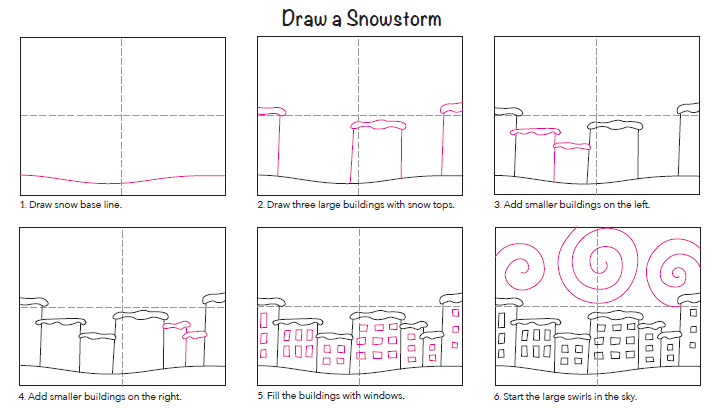 Draw a Snowstorm
1. Draw snow base line.
2. Draw three large buildings with snow tops.
3. Add smaller buildings on the left.
4. Add smaller buildings on the right.
5. Fill the buildings with windows.
6. Start the large swirls in the sky.